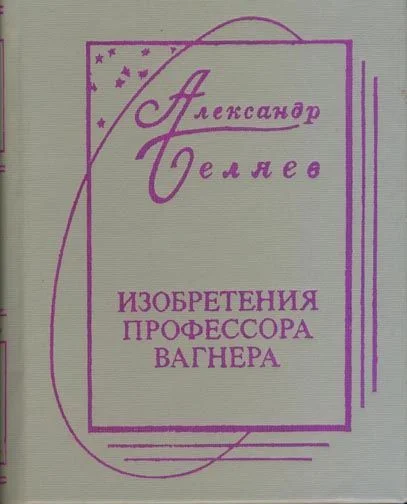 Александр
Беляев
ИЗОБРЕТЕНИЯ
ПРОФЕССОРА
ВАГНЕРА